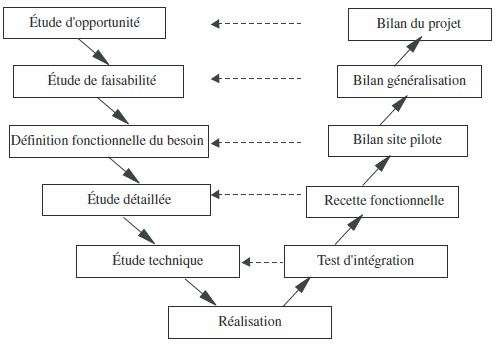 Étude d'opportunité
Bilan du projet
Étude de faisabilité
Bilan généralisation
Définition fonctionnelle du besoin
Bilan site pilote
Étude détaillée
Recette fonctionnelle
Étude technique
Test d'intégration
Réalisation